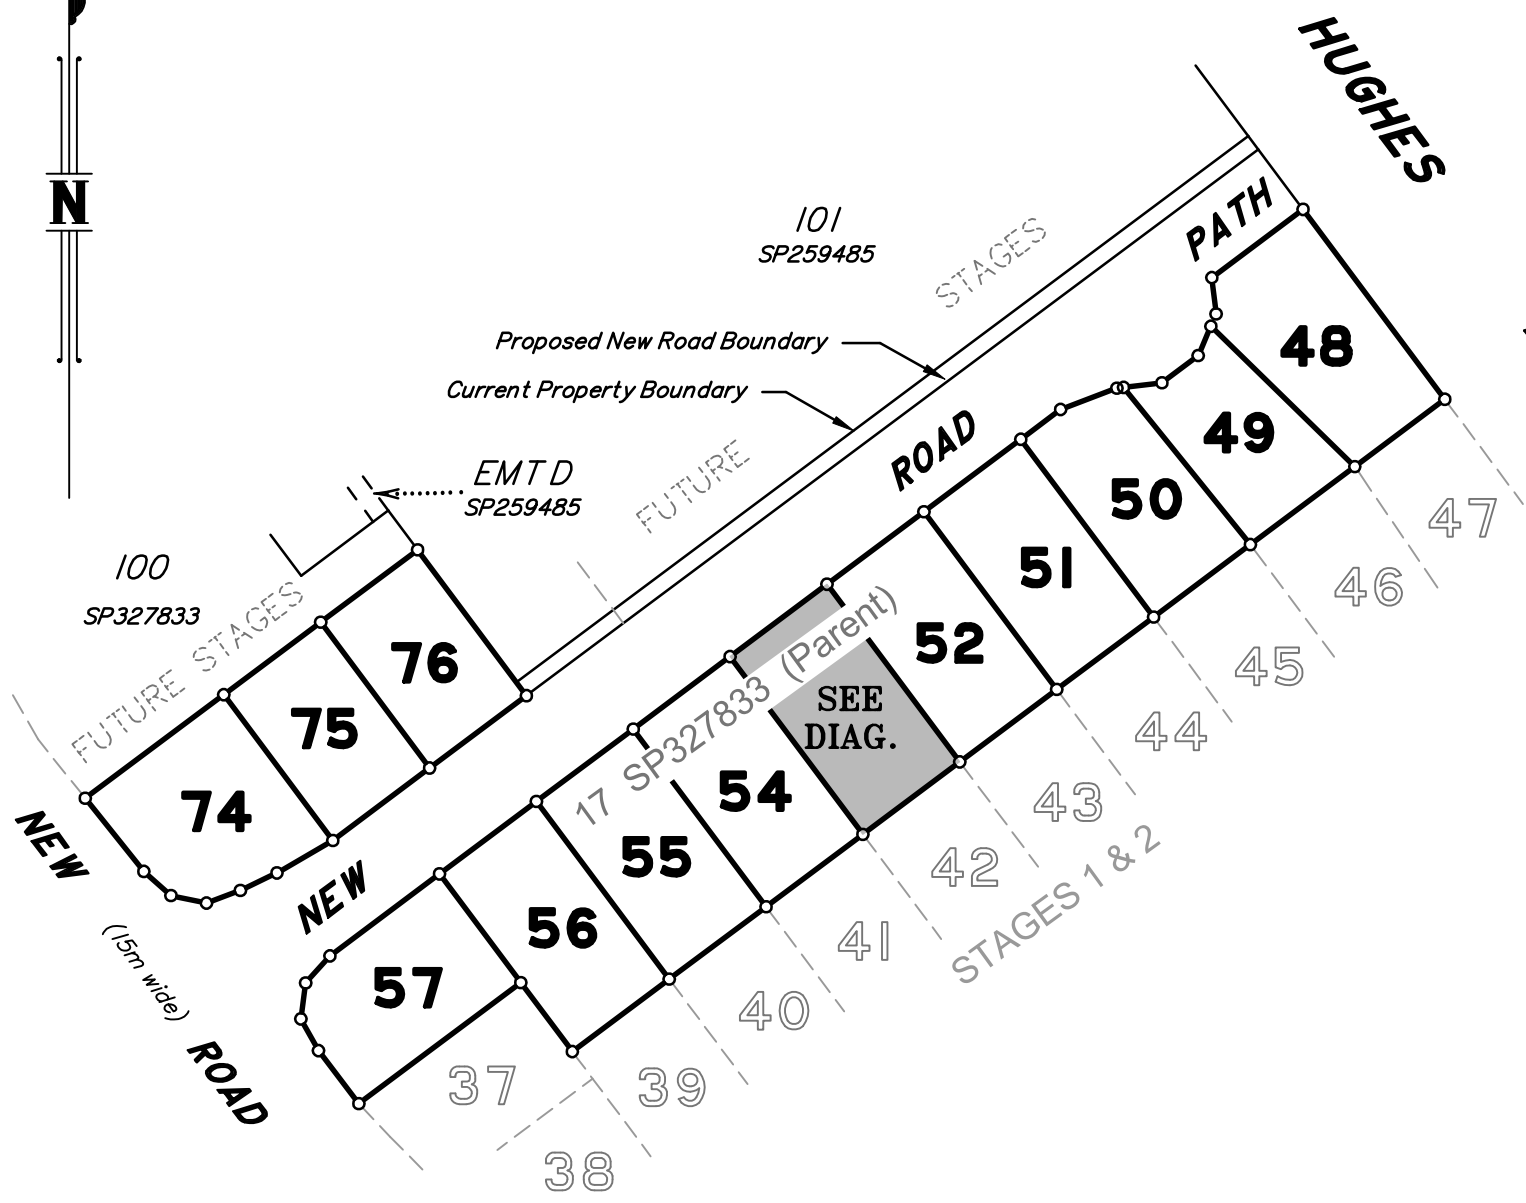 HUGHES
N
PATH
101
SP259485
STAGES
48
Proposed New Road Boundary
Current Property Boundary
49
ROAD
FUTURE
EMT D
SP259485
50
47
100
SP327833
FUTURE STAGES
51
46
76
52
45
17 SP327833 (Parent)
SEE
DIAG.
75
44
74
54
43
NEW
55
42
NEW
56
41
STAGES 1 & 2
57
40
(15m wide)
ROAD
37
39
38